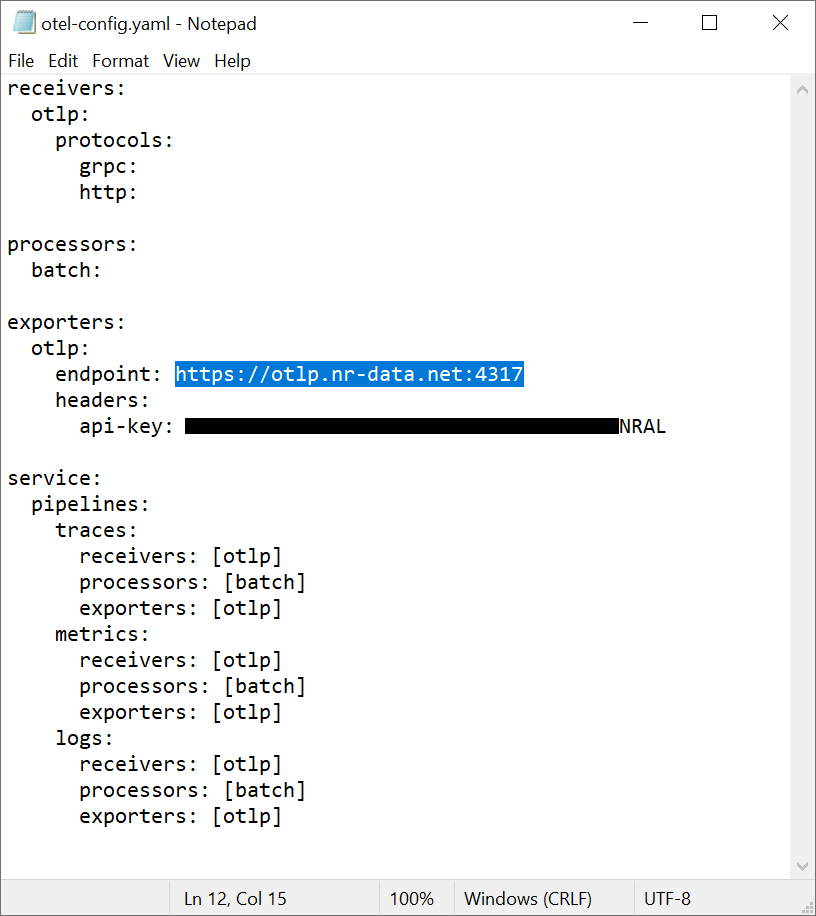 otel-config.yaml - Notepad
File Edit Format View Help
receivers:
  otlp:
    protocols:
      grpc:
      http:

processors:
  batch:

exporters:
  otlp:
    endpoint: https://otlp.nr-data.net:4317
    headers:
      api-key: NRAL

service:
  pipelines:
    traces:
      receivers: [otlp]
      processors: [batch]
      exporters: [otlp]
    metrics:
      receivers: [otlp]
      processors: [batch]
      exporters: [otlp]
    logs:
      receivers: [otlp]
      processors: [batch]
      exporters: [otlp]
Ln 12, Col 15 100% Windows (CRLF) UTF-8